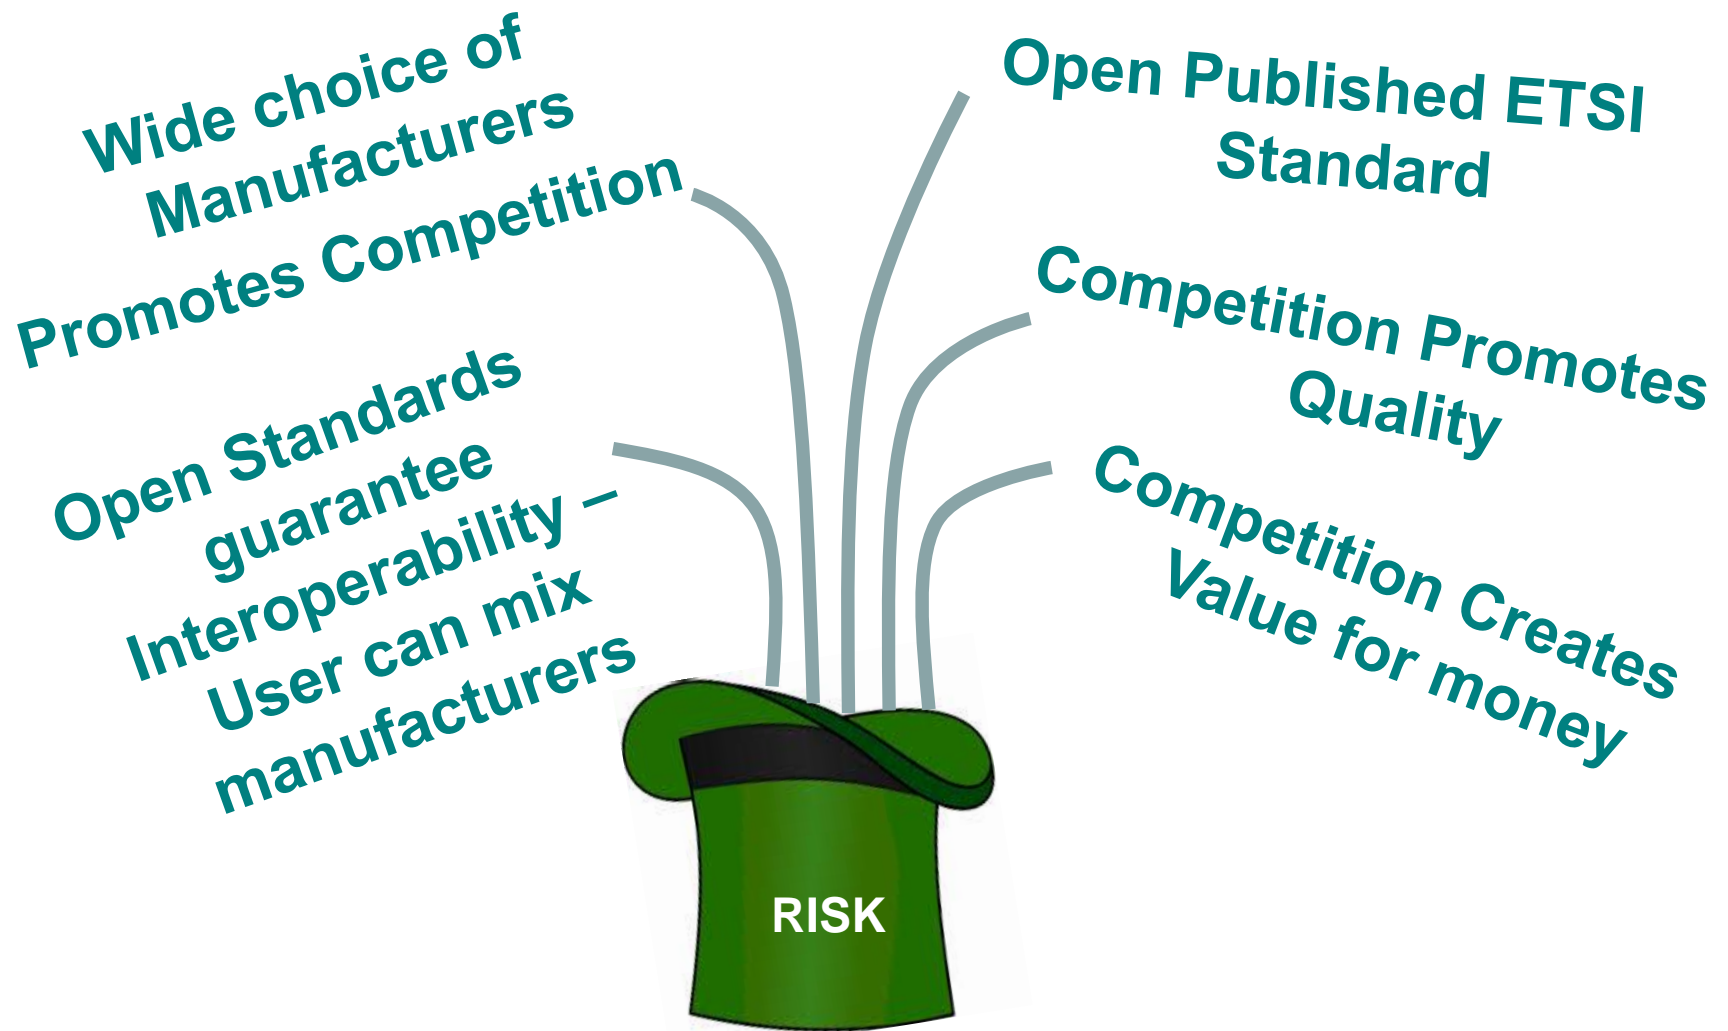 Wide choice of
Manufacturers
Promotes Competition
Open Standards
guarantee
Interoperability –
User can mix
manufacturers
Open Published ETSI
Standard
Competition Promotes
Quality
Competition Creates
Value for money
RISK